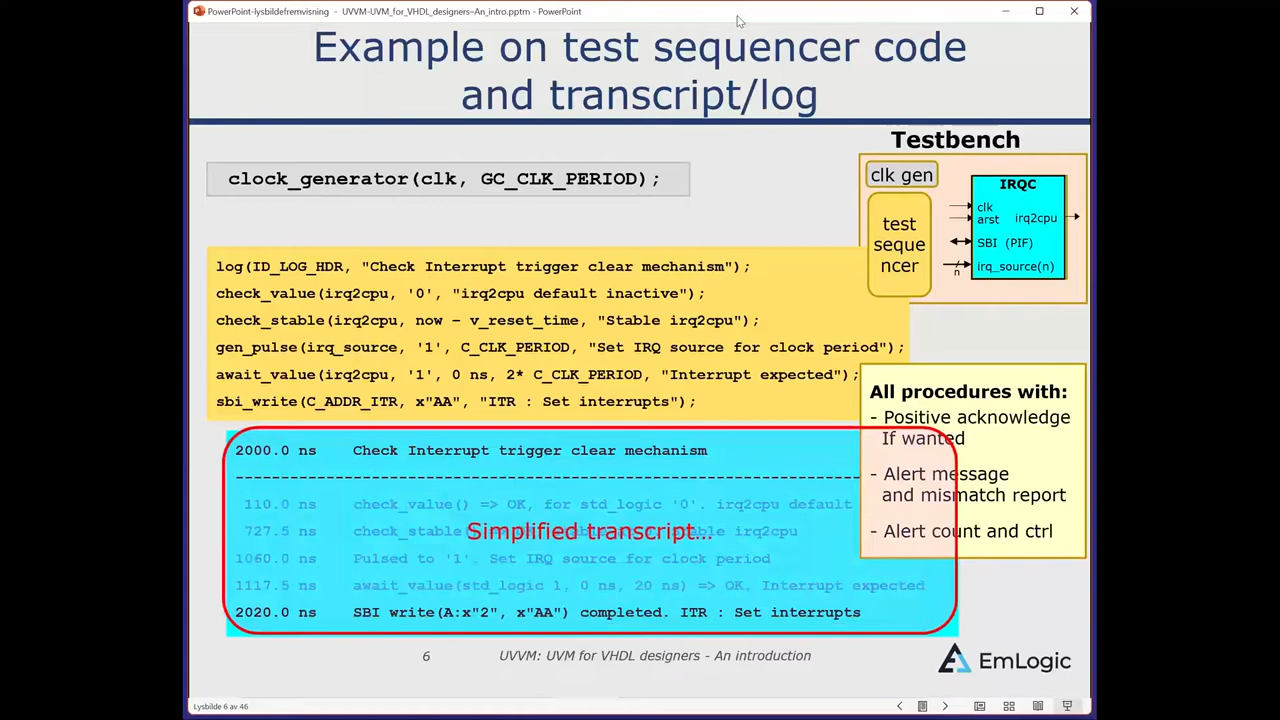 PowerPoint-lysbildefremvisning - UVVM-UVM_for_VHDL_designers-An_intro.pptm - PowerPoint
Example on test sequencer code
and transcript/log
Testbench
clock_generator(clk, GC_CLK_PERIOD);
clk gen
test
seque
ncer
IRQC
clk
arst
irq2cpu
SBI (PIF)
irq_source(n)
n
log(ID_LOG_HDR, "Check Interrupt trigger clear mechanism");
check_value(irq2cpu, '0', "irq2cpu default inactive");
check_stable(irq2cpu, now - v_reset_time, "Stable irq2cpu");
gen_pulse(irq_source, '1', C_CLK_PERIOD, "Set IRQ source for clock period");
await_value(irq2cpu, '1', 0 ns, 2* C_CLK_PERIOD, "Interrupt expected");
sbi_write(C_ADDR_ITR, x"AA", "ITR : Set interrupts");
All procedures with:
- Positive acknowledge
If wanted
- Alert message
and mismatch report
- Alert count and ctrl
2000.0 ns Check Interrupt trigger clear mechanism
110.0 ns check_value() => OK, for std_logic '0'. irq2cpu default
727.5 ns check_stable irq2cpu
Simplified transcript...
1060.0 ns Pulsed to '1'. Set IRQ source for clock period
1117.5 ns await_value(std_logic 1, 0 ns, 20 ns) => OK, Interrupt expected
2020.0 ns SBI write(A:x"2", x"AA") completed. ITR : Set interrupts
6
UVVM: UVM for VHDL designers - An introduction
EmLogic
Lysbilde 6 av 46